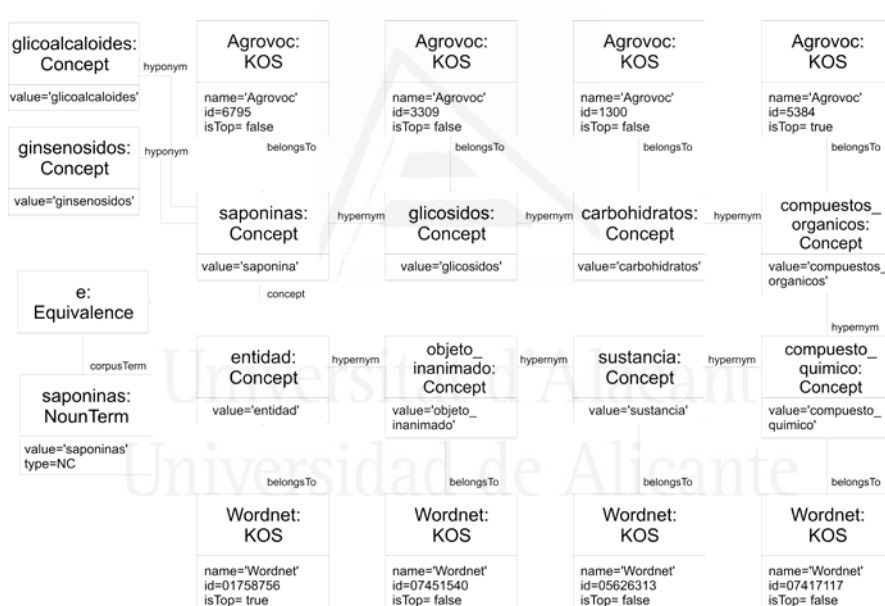 glicoalcaloides:
Concept
value='glicoalcaloides'
hyponym
Agrovoc:
KOS
name='Agrovoc'
id=6795
isTop= false
Agrovoc:
KOS
name='Agrovoc'
id=3309
isTop= false
Agrovoc:
KOS
name='Agrovoc'
id=1300
isTop= false
Agrovoc:
KOS
name='Agrovoc'
id=5384
isTop= true
ginsenosidos:
Concept
value='ginsenosidos'
hyponym
belongsTo
belongsTo
belongsTo
belongsTo
saponinas:
Concept
value='saponina'
hypernym
glicosidos:
Concept
value='glicosidos'
hypernym
carbohidratos:
Concept
value='carbohidratos'
hypernym
compuestos_
organicos:
Concept
value='compuestos_
organicos'
concept
e:
Equivalence
corpusTerm
saponinas:
NounTerm
value='saponinas'
type=NC
hypernym
entidad:
Concept
value='entidad'
hypernym
objeto_
inanimado:
Concept
value='objeto_
inanimado'
hypernym
sustancia:
Concept
value='sustancia'
hypernym
compuesto_
quimico:
Concept
value='compuesto_
quimico'
Universitat d'Alacant
Universidad de Alicante
belongsTo
belongsTo
belongsTo
belongsTo
Wordnet:
KOS
name='Wordnet'
id=01758756
isTop= true
Wordnet:
KOS
name='Wordnet'
id=07451540
isTop= false
Wordnet:
KOS
name='Wordnet'
id=05626313
isTop= false
Wordnet:
KOS
name='Wordnet'
id=07417117
isTop= false